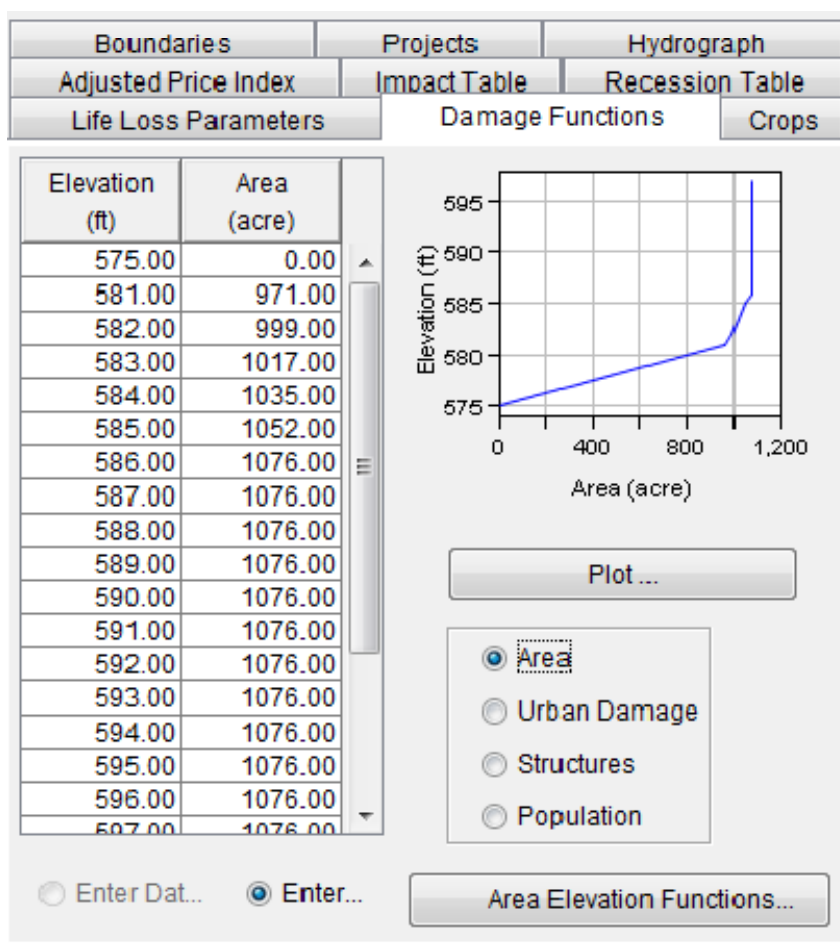 Boundaries Projects Hydrograph
Adjusted Price Index Impact Table Recession Table
Life Loss Parameters Damage Functions Crops
Elevation (ft) Area (acre)
575.00 0.00
581.00 971.00
582.00 999.00
583.00 1017.00
584.00 1035.00
585.00 1052.00
586.00 1076.00
587.00 1076.00
588.00 1076.00
589.00 1076.00
590.00 1076.00
591.00 1076.00
592.00 1076.00
593.00 1076.00
594.00 1076.00
595.00 1076.00
596.00 1076.00
597.00 1076.00
Elevation (ft)
595
590
585
580
575
0 400 800 1,200
Area (acre)
Plot ...
Area
Urban Damage
Structures
Population
Enter Dat... Enter... Area Elevation Functions...